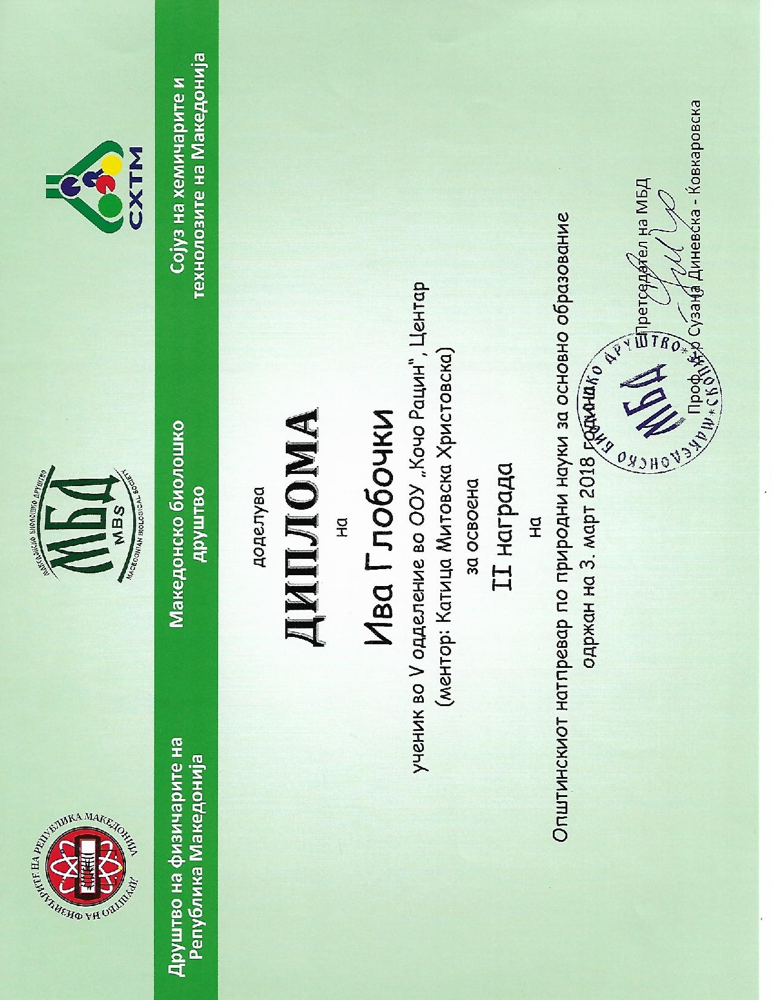 ДРУШТВО НА ФИЗИЧАРИТЕ НА РЕПУБЛИКА МАКЕДОНИЈА
МАКЕДОНСКО БИОЛОШКО ДРУШТВО
МБД
MBS
MACEDONIAN BIOLOGICAL SOCIETY
СХТМ
Друштво на физичарите на
Република Македонија
Македонско биолошко
друштво
Сојуз на хемичарите и
технолозите на Македонија
доделува
ДИПЛОМА
на
Ива Глобочки
ученик во V одделение во ООУ „Кочо Рацин“, Центар
(ментор: Катица Митовска Христовска)
за освоена
II награда
на
Општинскиот натпревар по природни науки за основно образование
одржан на 3. март 2018 година
Претседател на МБД
Проф. др Сузана Диневска - Ќовкаровска
МАКЕДОНСКО БИОЛОШКО ДРУШТВО * СКОПЈЕ *
МБД